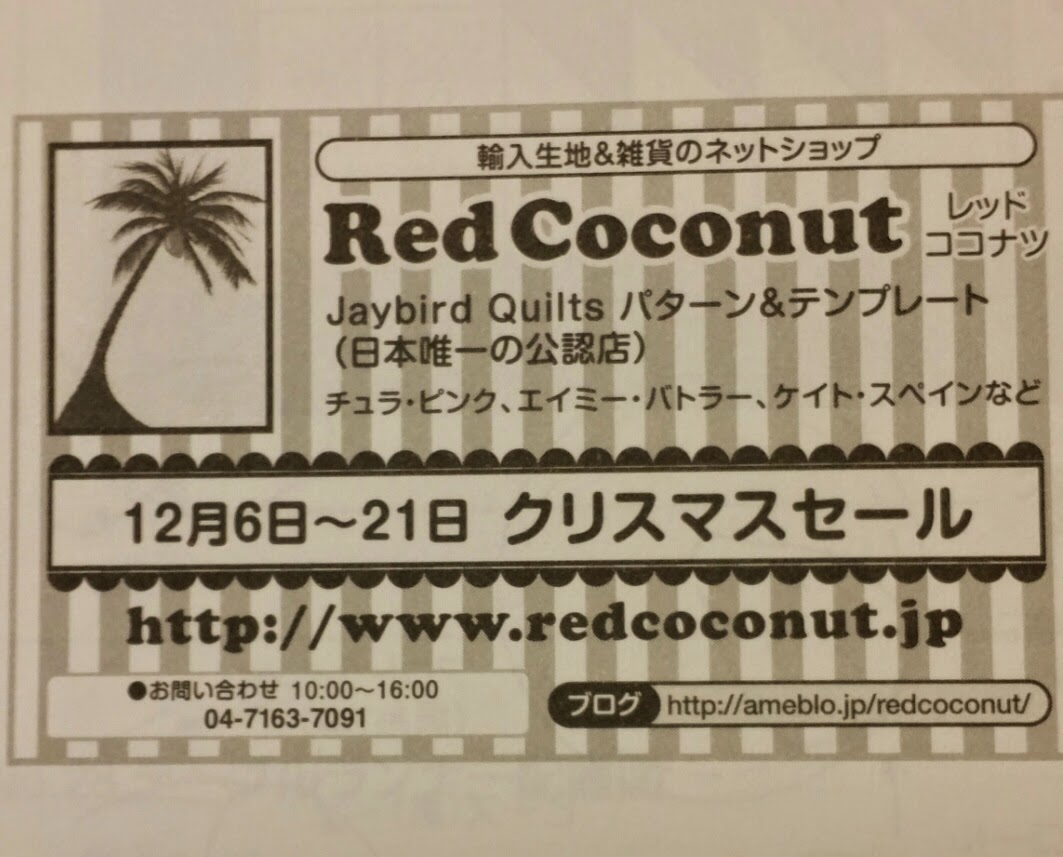 輸入生地&雑貨のネットショップ
Red Coconut レッド ココナツ
Jaybird Quilts パターン&テンプレート
(日本唯一の公認店)
チュラ・ピンク、エイミー・バトラー、ケイト・スペインなど
12月6日〜21日 クリスマスセール
http://www.redcoconut.jp
●お問い合わせ 10:00〜16:00
04-7163-7091
ブログ http://ameblo.jp/redcoconut/